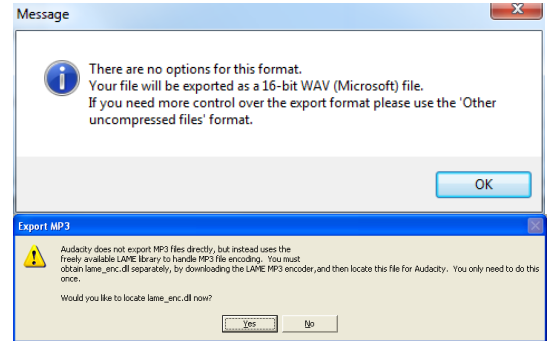 Message
There are no options for this format.
Your file will be exported as a 16-bit WAV (Microsoft) file.
If you need more control over the export format please use the 'Other
uncompressed files' format.
OK
Export MP3
Audacity does not export MP3 files directly, but instead uses the
freely available LAME library to handle MP3 file encoding.  You must
obtain lame_enc.dll separately, by downloading the LAME MP3 encoder,and then locate this file for Audacity.  You only need to do this
once.
Would you like to locate lame_enc.dll now?
Yes
No